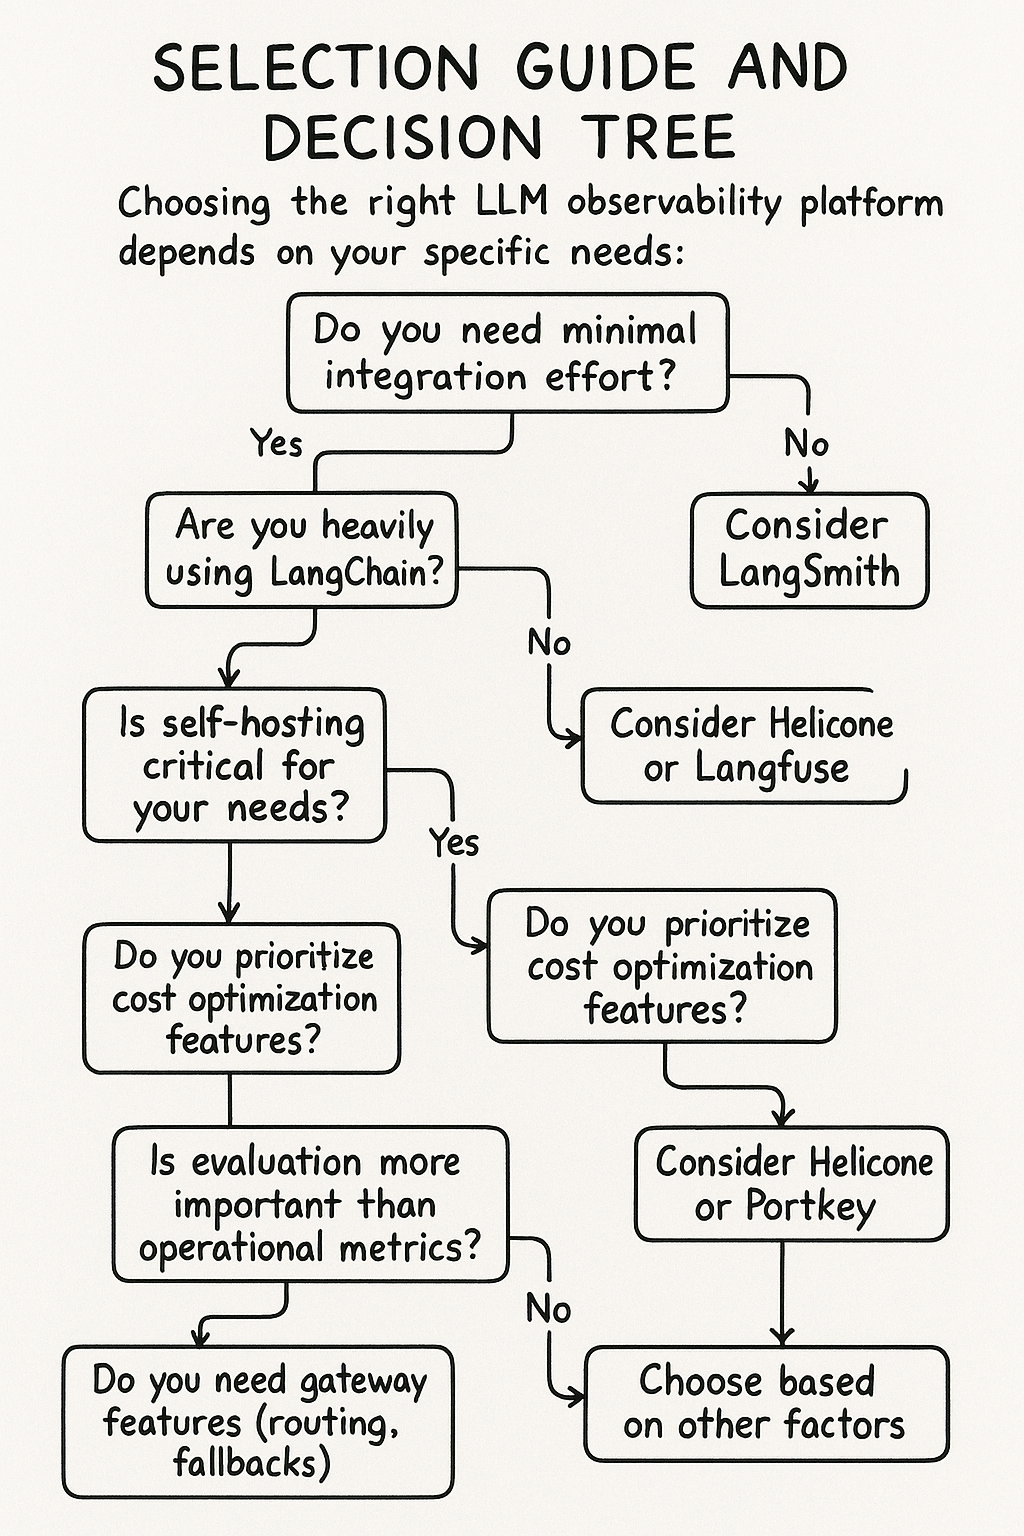 SELECTION GUIDE AND
DECISION TREE
Choosing the right LLM observability platform
depends on your specific needs:
Do you need minimal
integration effort?
Yes
No
Are you heavily
using LangChain?
Consider
LangSmith
No
Is self-hosting
critical for
your needs?
Consider Helicone
or Langfuse
Yes
Do you prioritize
cost optimization
features?
Do you prioritize
cost optimization
features?
Is evaluation more
important than
operational metrics?
Consider Helicone
or Portkey
No
Do you need gateway
features (routing,
fallbacks)
Choose based
on other factors